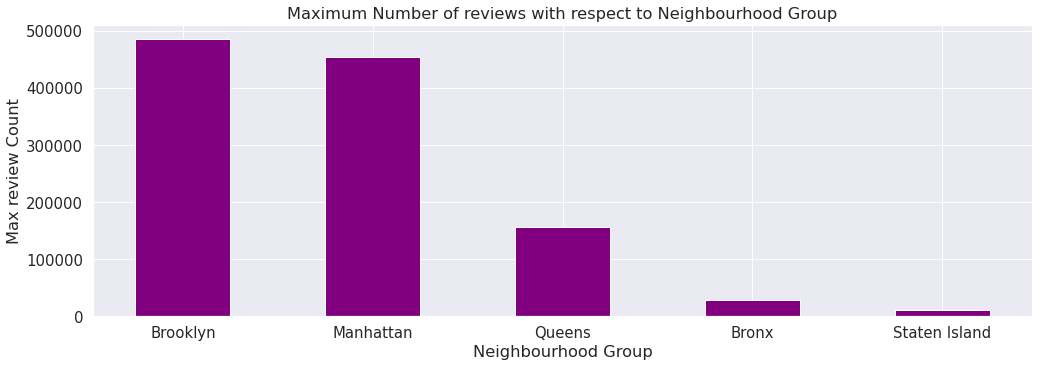 Maximum Number of reviews with respect to Neighbourhood Group
Max review Count
500000
400000
300000
200000
100000
0
Brooklyn Manhattan Queens Bronx Staten Island
Neighbourhood Group